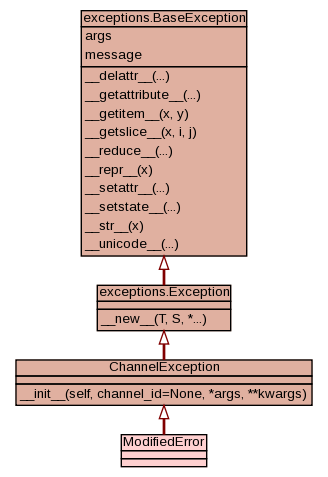 exceptions.BaseException
args
message
__delattr__(...)
__getattribute__(...)
__getitem__(x, y)
__getslice__(x, i, j)
__reduce__(...)
__repr__(x)
__setattr__(...)
__setstate__(...)
__str__(x)
__unicode__(...)
exceptions.Exception
__new__(T, S, *...)
ChannelException
__init__(self, channel_id=None, *args, **kwargs)
ModifiedError